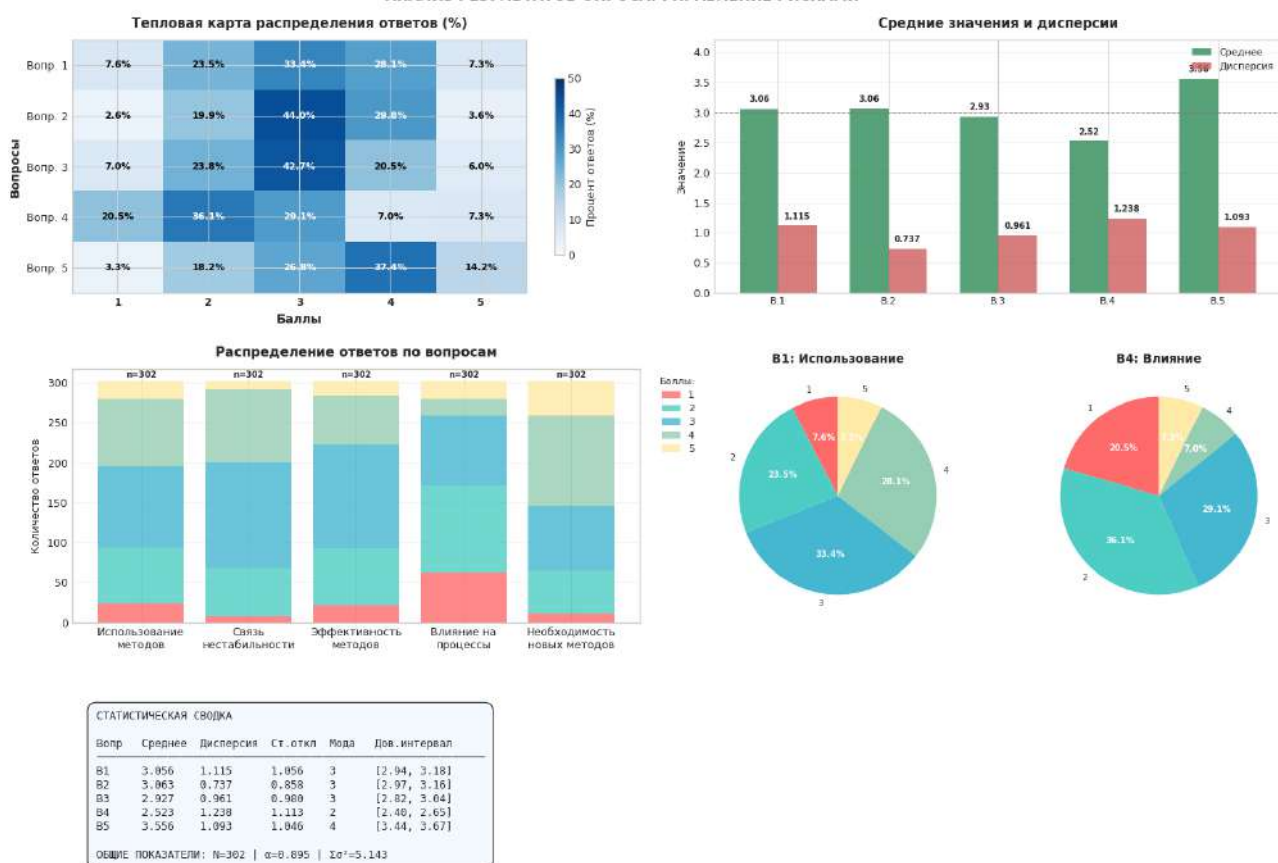 Тепловая карта распределения ответов (%)
Вопросы
Вопр. 1 7.6% 23.5% 33.4% 28.1% 7.3%
Вопр. 2 2.6% 19.9% 44.0% 29.8% 3.6%
Вопр. 3 7.0% 23.8% 42.7% 20.5% 6.0%
Вопр. 4 20.5% 36.1% 29.1% 7.0% 7.3%
Вопр. 5 3.3% 18.2% 26.8% 37.4% 14.2%
1 2 3 4 5
Баллы
50
40
30
20
10
0
Процент ответов (%)
Средние значения и дисперсии
Среднее
Дисперсия
Значение
4.0
3.5
3.0
2.5
2.0
1.5
1.0
0.5
0.0
3.06 3.06 2.93 2.52 3.56
1.115 0.737 0.961 1.238 1.093
В.1 В.2 В.3 В.4 В.5
Распределение ответов по вопросам
n=302 n=302 n=302 n=302 n=302
Количество ответов
300
250
200
150
100
50
0
Использование методов
Связь нестабильности
Эффективность методов
Влияние на процессы
Необходимость новых методов
Баллы:
1
2
3
4
5
В1: Использование
1 7.6%
2 23.5%
3 33.4%
4 28.1%
5
В4: Влияние
1 20.5%
2 36.1%
3 29.1%
4 7.0%
5
СТАТИСТИЧЕСКАЯ СВОДКА
Вопр Среднее Дисперсия Ст.откл Мода Дов.интервал
В1 3.056 1.115 1.056 3 [2.94, 3.18]
В2 3.063 0.737 0.858 3 [2.97, 3.16]
В3 2.927 0.961 0.980 3 [2.82, 3.04]
В4 2.523 1.238 1.113 2 [2.40, 2.65]
В5 3.556 1.093 1.046 4 [3.44, 3.67]
ОБЩИЕ ПОКАЗАТЕЛИ: N=302 | α=0.895 | Σσ²=5.143